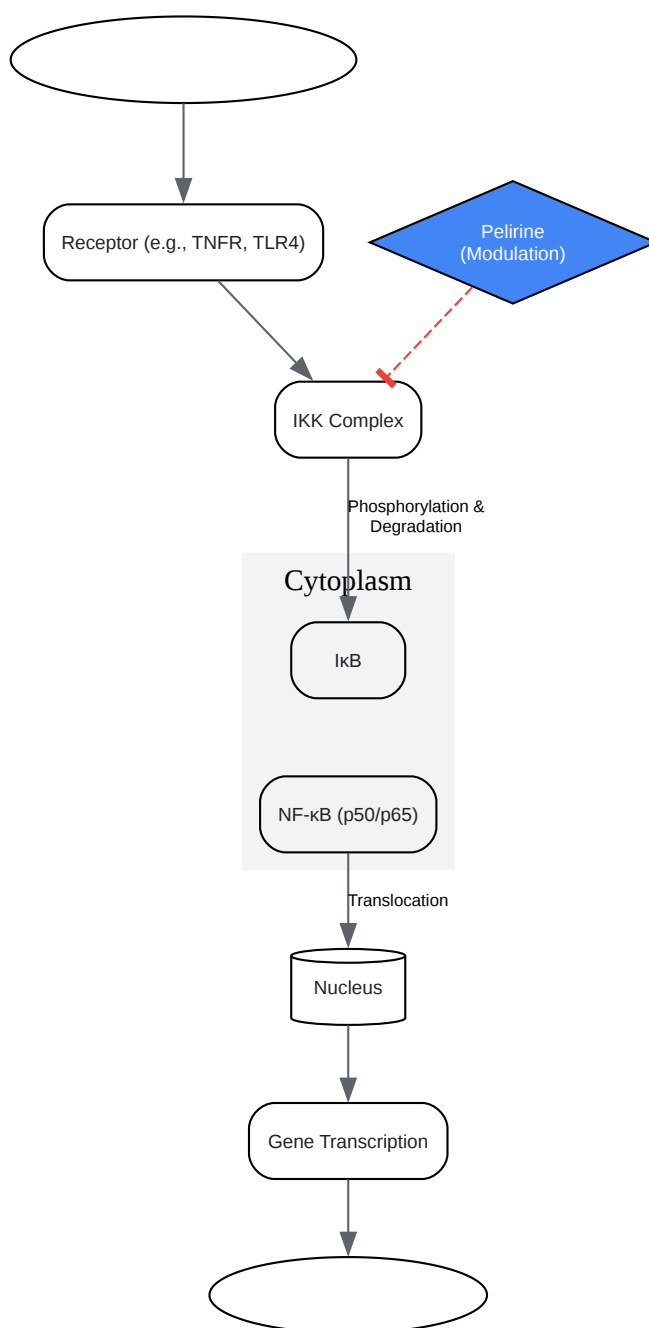 Receptor (e.g., TNFR, TLR4)
Pelirine
(Modulation)
IKK Complex
Phosphorylation &
Degradation
Cytoplasm
IκB
NF-κB (p50/p65)
Translocation
Nucleus
Gene Transcription